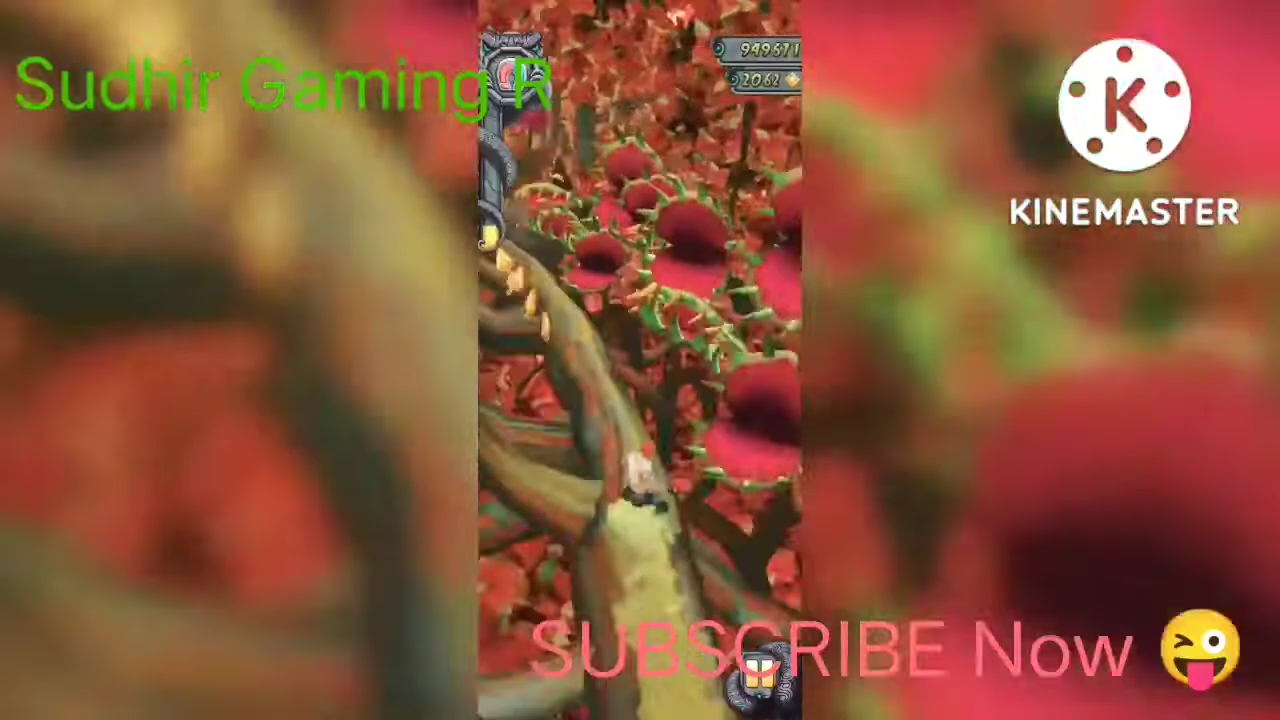 Sudhir Gaming R
949671
2062
KINEMASTER
SUBSCRIBE Now 😜